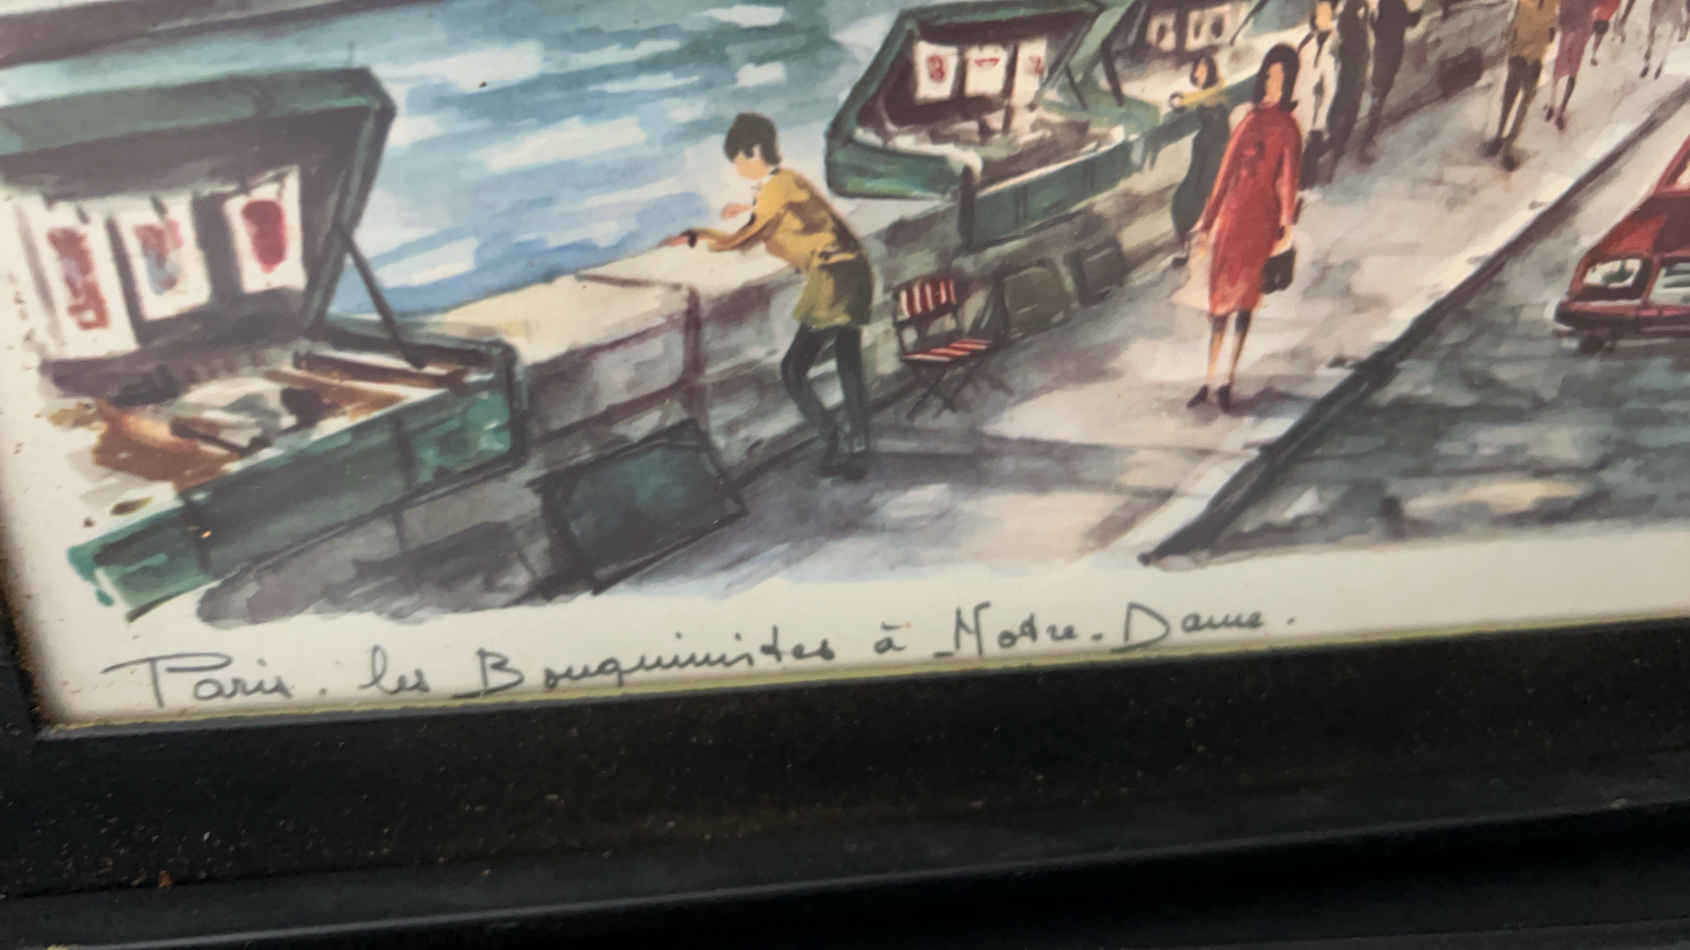 Paris. les Bouquinistes à Notre-Dame.